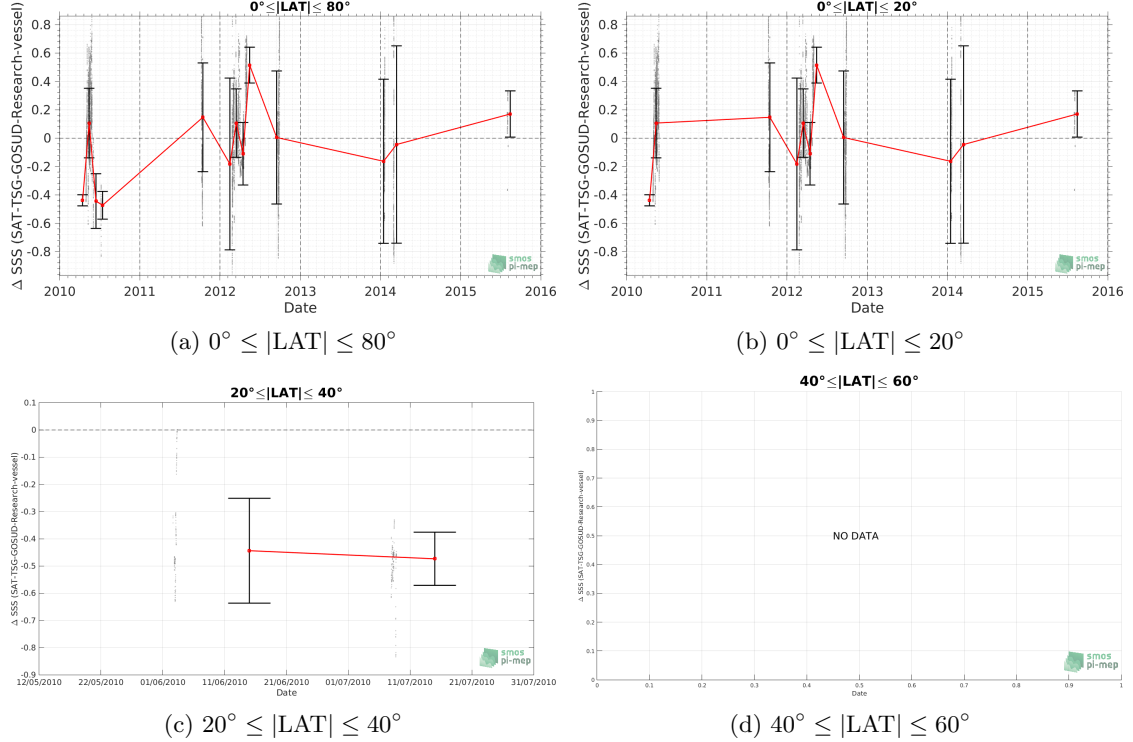 0°≤|LAT|≤ 80°
Δ SSS (SAT-TSG-GOSUD-Research-vessel)
0.8
0.6
0.4
0.2
0
-0.2
-0.4
-0.6
-0.8
2010 2011 2012 2013 2014 2015 2016
Date
smos
pi-mep
(a) 0° ≤ |LAT| ≤ 80°
0°≤|LAT|≤ 20°
Δ SSS (SAT-TSG-GOSUD-Research-vessel)
0.8
0.6
0.4
0.2
0
-0.2
-0.4
-0.6
-0.8
2010 2011 2012 2013 2014 2015 2016
Date
smos
pi-mep
(b) 0° ≤ |LAT| ≤ 20°
20°≤|LAT|≤ 40°
Δ SSS (SAT-TSG-GOSUD-Research-vessel)
0.1
0
-0.1
-0.2
-0.3
-0.4
-0.5
-0.6
-0.7
-0.8
-0.9
12/05/2010 22/05/2010 01/06/2010 11/06/2010 21/06/2010 01/07/2010 11/07/2010 21/07/2010 31/07/2010
Date
smos
pi-mep
(c) 20° ≤ |LAT| ≤ 40°
40°≤|LAT|≤ 60°
Δ SSS (SAT-TSG-GOSUD-Research-vessel)
1
0.9
0.8
0.7
0.6
0.5
0.4
0.3
0.2
0.1
0
NO DATA
0 0.1 0.2 0.3 0.4 0.5 0.6 0.7 0.8 0.9 1
Date
smos
pi-mep
(d) 40° ≤ |LAT| ≤ 60°